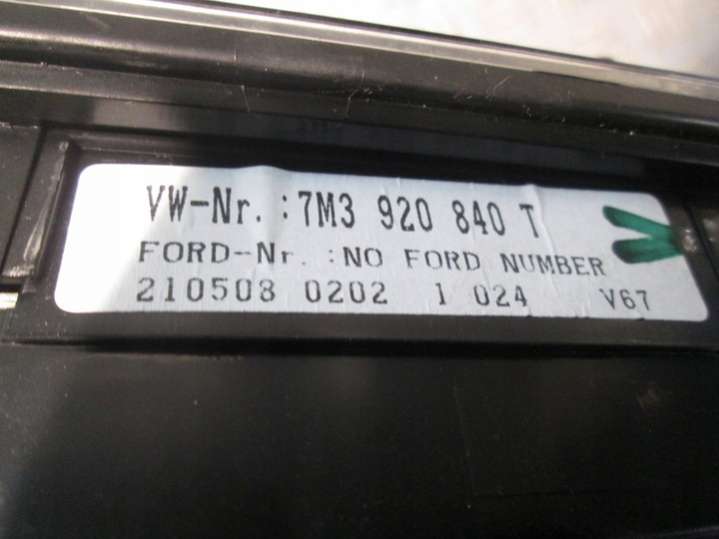 VW-Nr.:7M3 920 840 T
FORD-Nr.:NO FORD NUMBER
210508 0202 1 024 V67